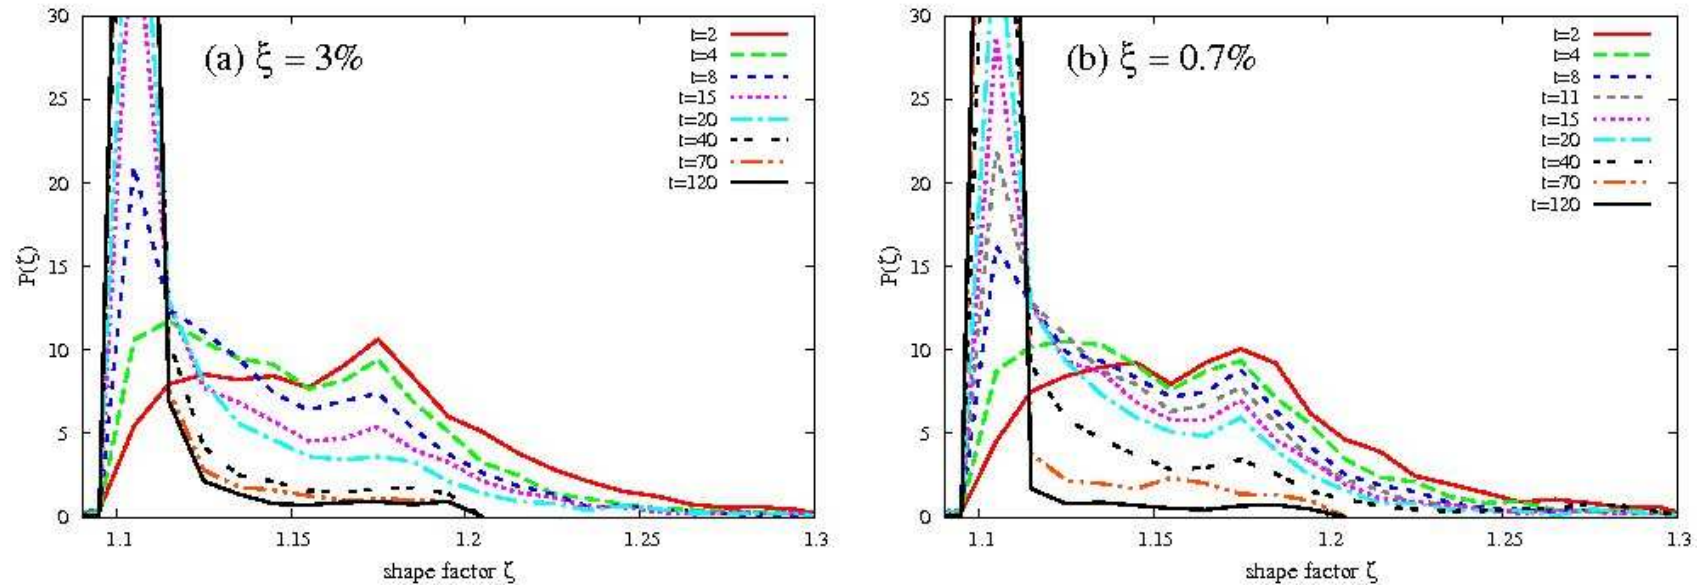 (a) ξ = 3%
t=2
t=4
t=8
t=15
t=20
t=40
t=70
t=120
30
25
20
15
10
5
0
P(ζ)
1.1
1.15
1.2
1.25
1.3
shape factor ζ
(b) ξ = 0.7%
t=2
t=4
t=8
t=11
t=15
t=20
t=40
t=70
t=120
30
25
20
15
10
5
0
P(ζ)
1.1
1.15
1.2
1.25
1.3
shape factor ζ